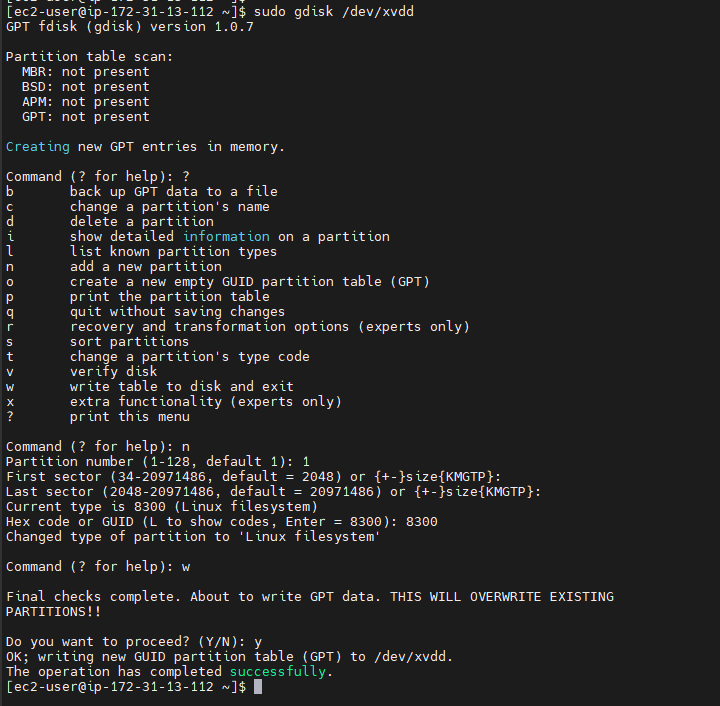 [ec2-user@ip-172-31-13-112 ~]$ sudo gdisk /dev/xvdd
GPT fdisk (gdisk) version 1.0.7
Partition table scan:
  MBR: not present
  BSD: not present
  APM: not present
  GPT: not present
Creating new GPT entries in memory.
Command (? for help): ?
b       back up GPT data to a file
c       change a partition's name
d       delete a partition
i       show detailed information on a partition
l       list known partition types
n       add a new partition
o       create a new empty GUID partition table (GPT)
p       print the partition table
q       quit without saving changes
r       recovery and transformation options (experts only)
s       sort partitions
t       change a partition's type code
v       verify disk
w       write table to disk and exit
x       extra functionality (experts only)
?       print this menu
Command (? for help): n
Partition number (1-128, default 1): 1
First sector (34-20971486, default = 2048) or {+-}size{KMGTP}:
Last sector (2048-20971486, default = 20971486) or {+-}size{KMGTP}:
Current type is 8300 (Linux filesystem)
Hex code or GUID (L to show codes, Enter = 8300): 8300
Changed type of partition to 'Linux filesystem'
Command (? for help): w
Final checks complete. About to write GPT data. THIS WILL OVERWRITE EXISTING
PARTITIONS!!
Do you want to proceed? (Y/N): y
OK; writing new GUID partition table (GPT) to /dev/xvdd.
The operation has completed successfully.
[ec2-user@ip-172-31-13-112 ~]$